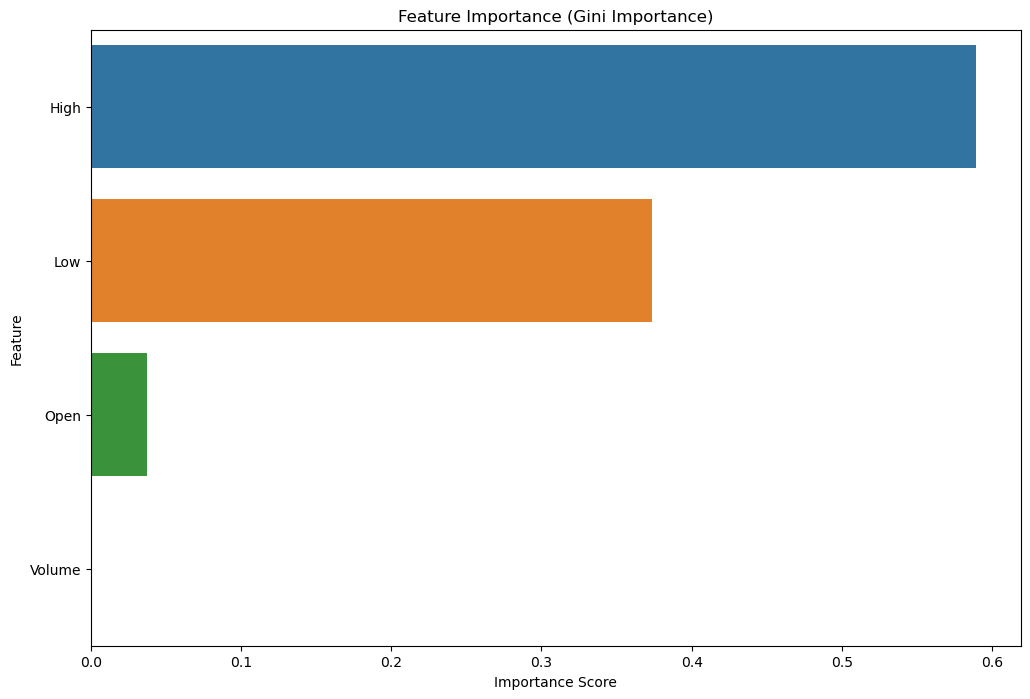 Feature Importance (Gini Importance)
High
Low
Open
Volume
Feature
0.0 0.1 0.2 0.3 0.4 0.5 0.6
Importance Score